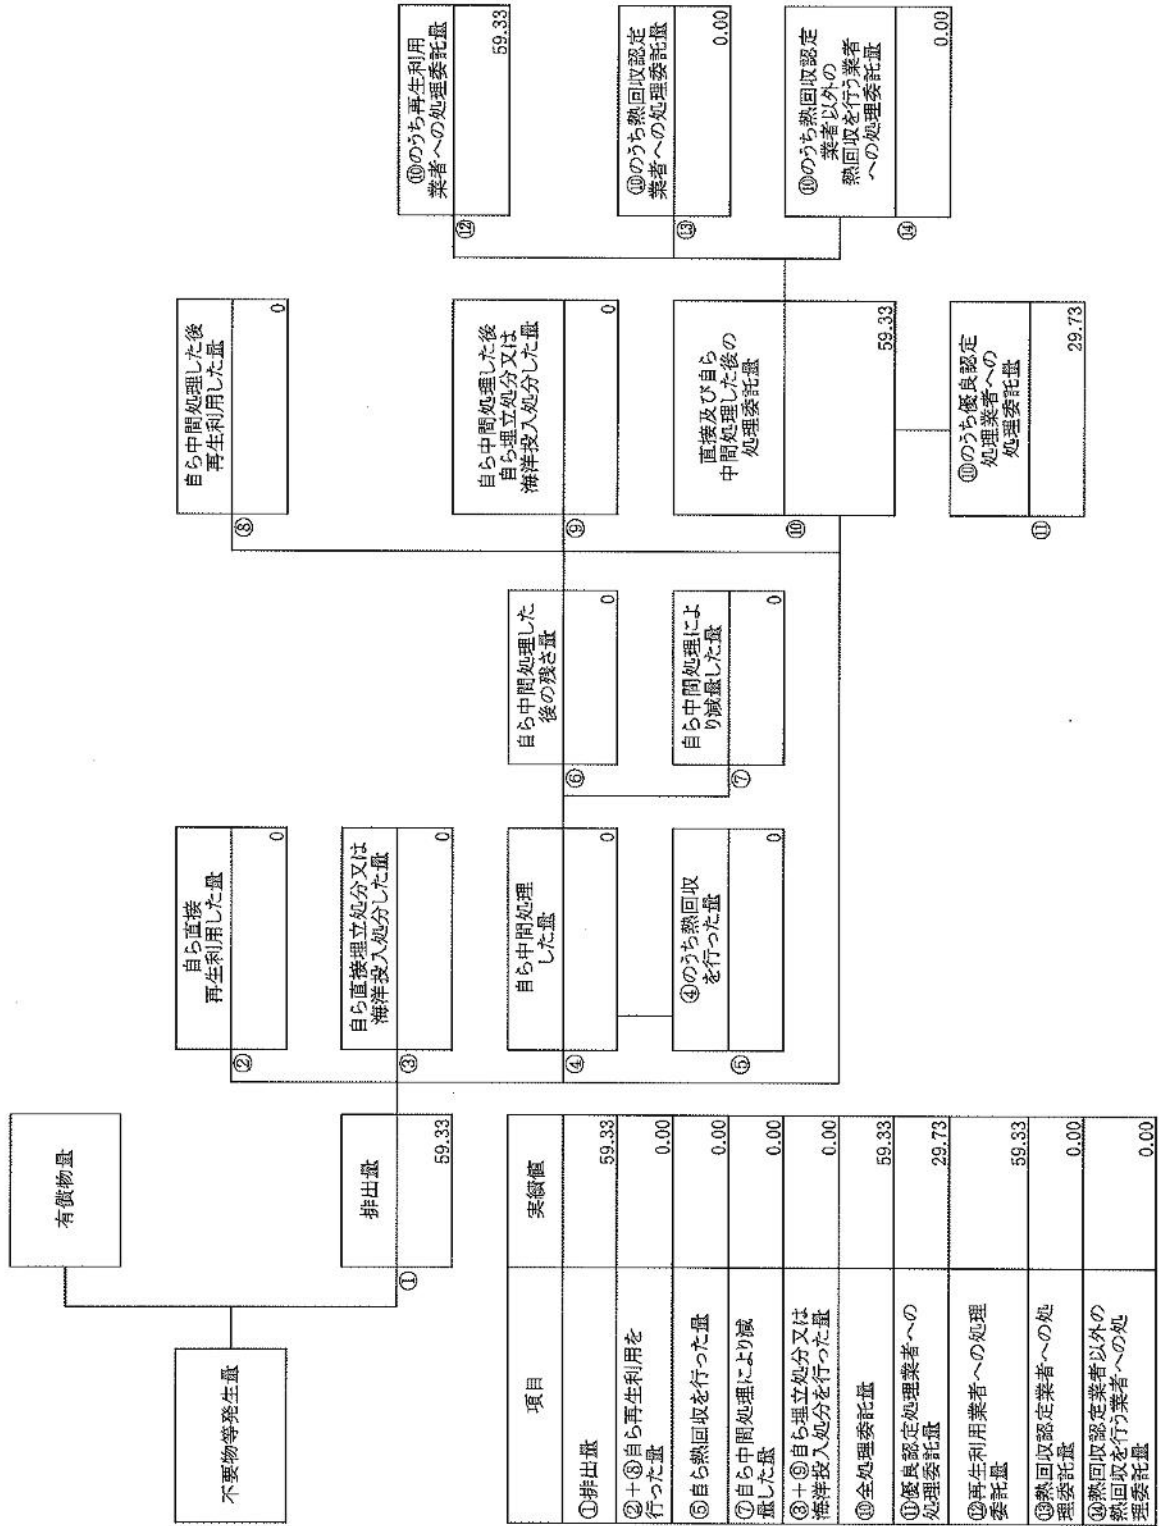 不要物等発生量
有償物量
①
排出量
59.33
②
自ら直接
再生利用した量
0
③
自ら直接埋立処分又は
海洋投入処分した量
0
④
自ら中間処理
した量
0
⑤
④のうち熱回収
を行った量
0
⑥
自ら中間処理した
後の残さ量
0
⑦
自ら中間処理によ
り減量した量
0
⑧
自ら中間処理した後
再生利用した量
0
⑨
自ら中間処理した後
自ら埋立処分又は
海洋投入処分した量
0
⑩
直接及び自ら
中間処理した後の
処理委託量
59.33
⑪
⑩のうち優良認定
処理業者への
処理委託量
29.73
⑫
⑩のうち再生利用
業者への処理委託量
59.33
⑬
⑩のうち熱回収認定
業者への処理委託量
0.00
⑭
⑩のうち熱回収認定
業者以外の
熱回収を行う業者
への処理委託量
0.00
項目 実績値
①排出量 59.33
②+⑧自ら再生利用を
行った量 0.00
⑤自ら熱回収を行った量 0.00
⑦自ら中間処理により減
量した量 0.00
③+⑨自ら埋立処分又は
海洋投入処分を行った量 0.00
⑩全処理委託量 59.33
⑪優良認定処理業者への
処理委託量 29.73
⑫再生利用業者への処理
委託量 59.33
⑬熱回収認定業者への処
理委託量 0.00
⑭熱回収認定業者以外の
熱回収を行う業者への処
理委託量 0.00